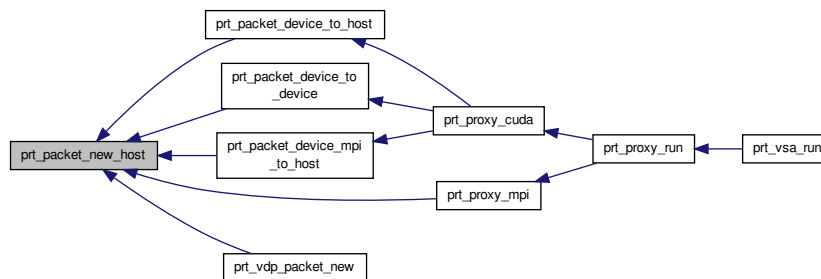 prt_packet_device_to_host
prt_packet_device_to
_device
prt_proxy_cuda
prt_packet_device_mpi
_to_host
prt_packet_new_host
prt_proxy_run
prt_vsa_run
prt_proxy_mpi
prt_vdp_packet_new